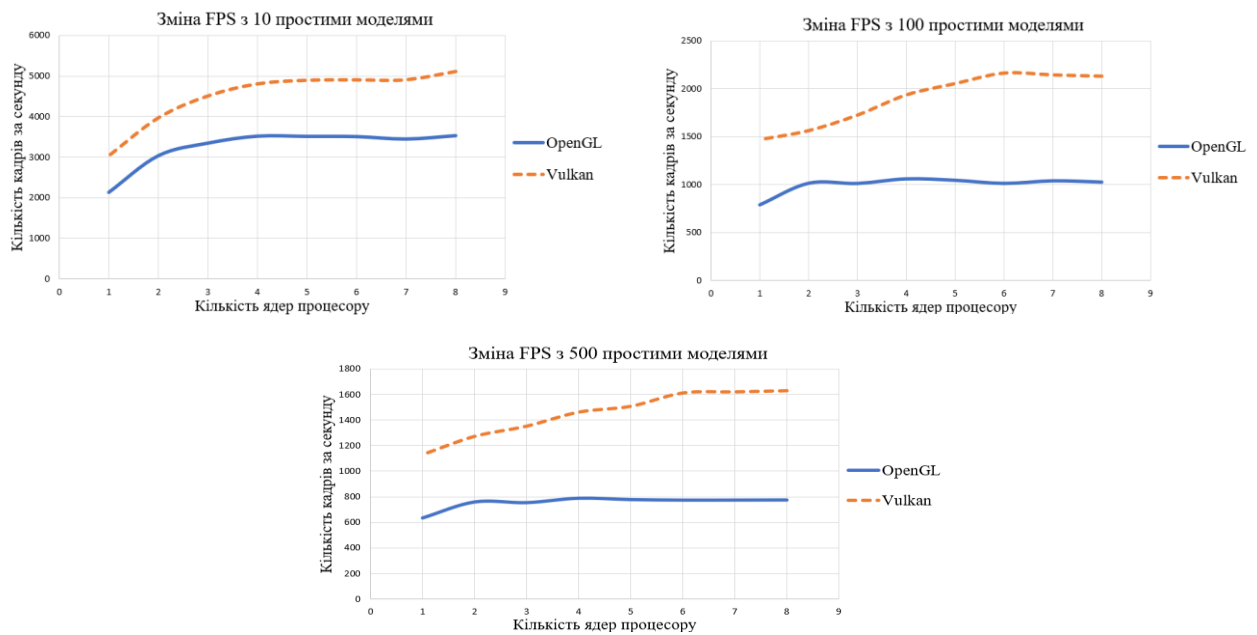 Зміна FPS з 10 простими моделями
Кількість кадрів за секунду
6000
5000
4000
3000
2000
1000
0
0 1 2 3 4 5 6 7 8 9
Кількість ядер процесору
OpenGL
Vulkan
Зміна FPS з 100 простими моделями
Кількість кадрів за секунду
2500
2000
1500
1000
500
0
0 1 2 3 4 5 6 7 8 9
Кількість ядер процесору
OpenGL
Vulkan
Зміна FPS з 500 простими моделями
Кількість кадрів за секунду
1800
1600
1400
1200
1000
800
600
400
200
0
0 1 2 3 4 5 6 7 8 9
Кількість ядер процесору
OpenGL
Vulkan